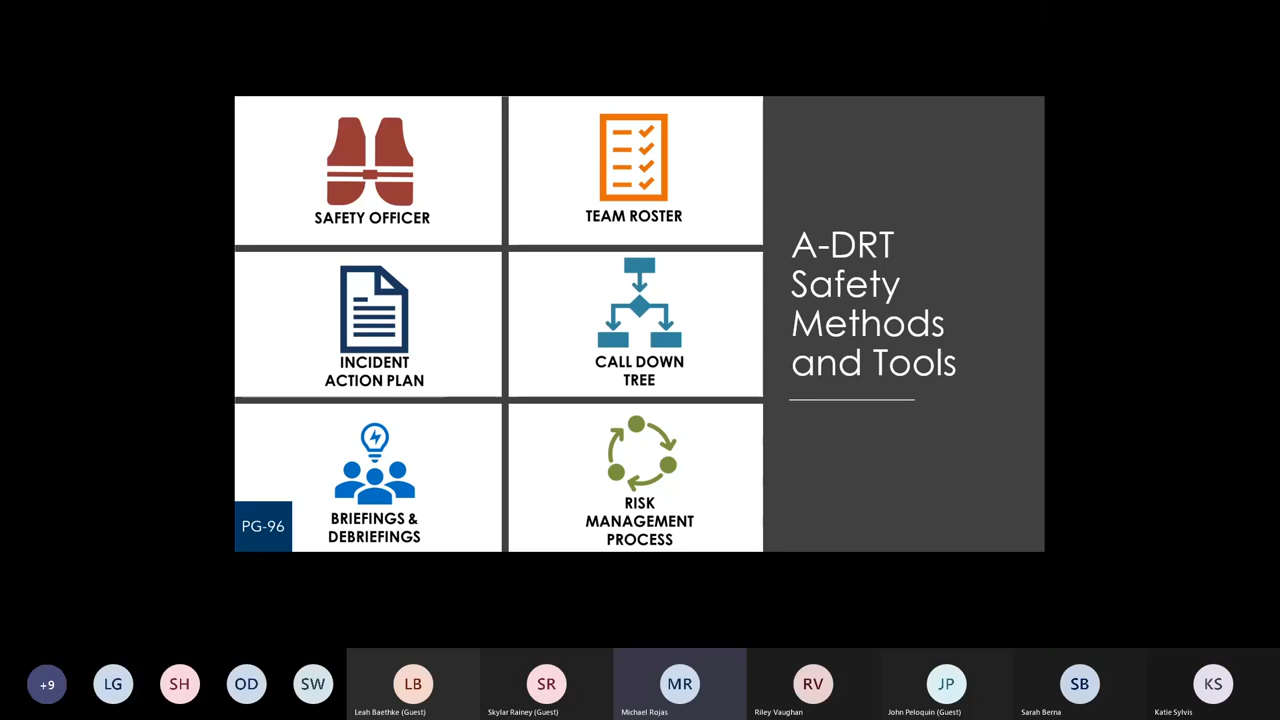 SAFETY OFFICER
TEAM ROSTER
INCIDENT
ACTION PLAN
CALL DOWN
TREE
BRIEFINGS &
DEBRIEFINGS
RISK
MANAGEMENT
PROCESS
PG-96
A-DRT
Safety
Methods
and Tools
+9
LG
SH
OD
SW
LB
Leah Baethke (Guest)
SR
Skylar Rainey (Guest)
MR
Michael Rojas
RV
Riley Vaughan
JP
John Peloquin (Guest)
SB
Sarah Berna
KS
Katie Sylvis